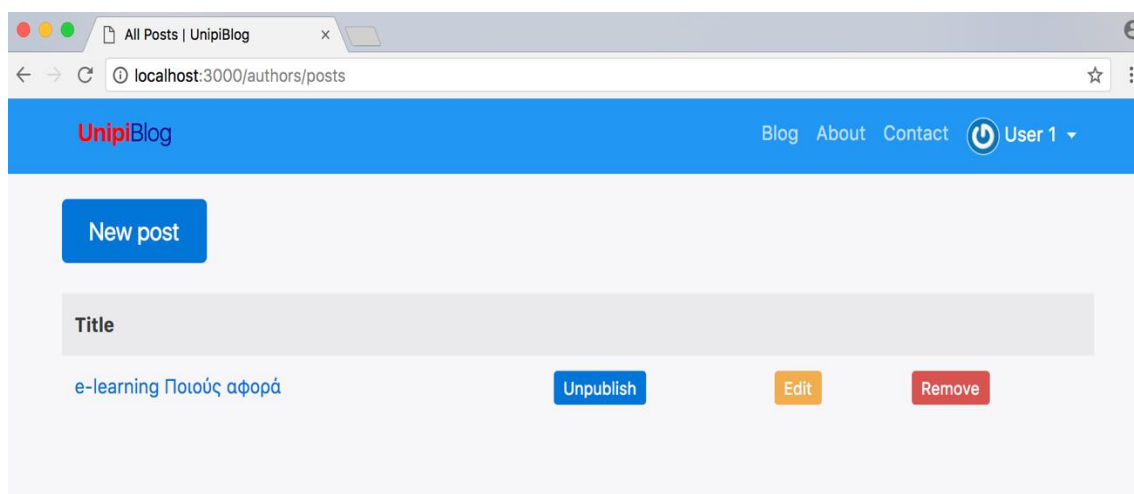 All Posts | UnipiBlog
localhost:3000/authors/posts
UnipiBlog Blog About Contact User 1
New post
Title
e-learning Ποιούς αφορά Unpublish Edit Remove